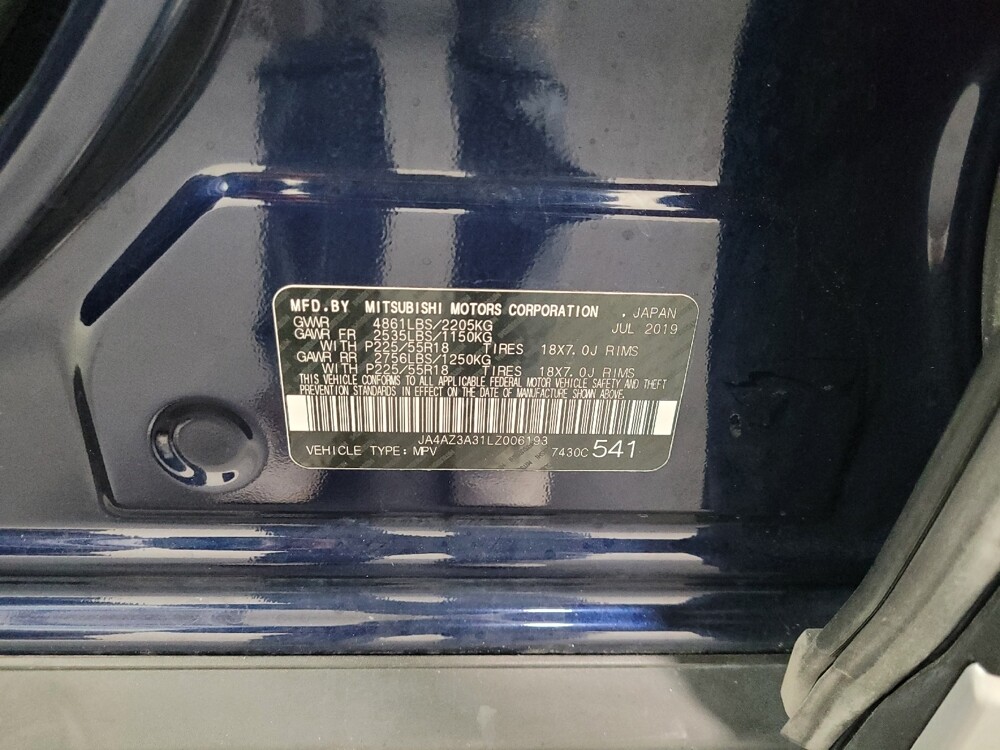 MFD.BY MITSUBISHI MOTORS CORPORATION , JAPAN
GVWR 4861LBS/2205KG JUL 2019
GAWR FR 2535LBS/1150KG
WITH P225/55R18 TIRES 18X7.0J RIMS
GAWR RR 2756LBS/1250KG
WITH P225/55R18 TIRES 18X7.0J RIMS
THIS VEHICLE CONFORMS TO ALL APPLICABLE FEDERAL MOTOR VEHICLE SAFETY AND THEFT
PREVENTION STANDARDS IN EFFECT ON THE DATE OF MANUFACTURE SHOWN ABOVE.
JA4AZ3A31LZ006193
VEHICLE TYPE: MPV 7430C 541